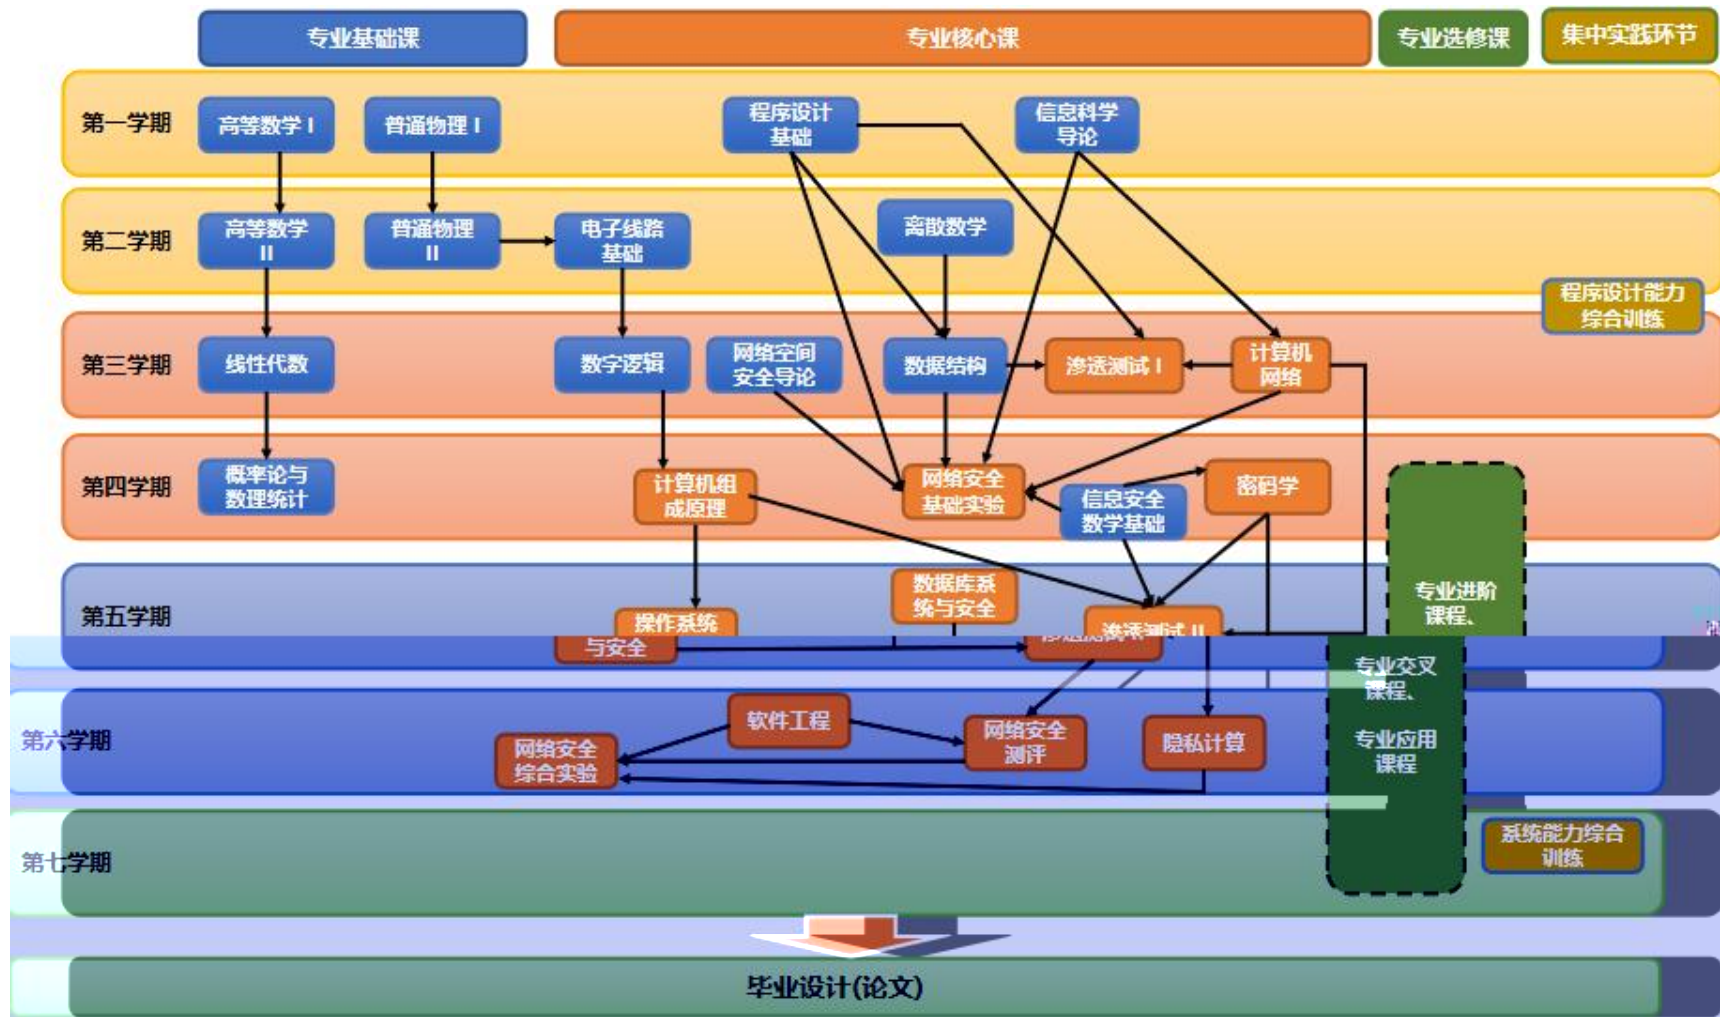 专业基础课
专业核心课
专业选修课
集中实践环节
第一学期
高等数学 I
普通物理 I
程序设计
基础
信息科学
导论
第二学期
高等数学
II
普通物理
II
电子线路
基础
离散数学
程序设计能力
综合训练
第三学期
线性代数
数字逻辑
网络空间
安全导论
数据结构
渗透测试 I
计算机
网络
第四学期
概率论与
数理统计
计算机组
成原理
网络安全
基础实验
信息安全
数学基础
密码学
第五学期
操作系统
与安全
数据库系
统与安全
渗透测试 II
专业进阶
课程、
专业交叉
课程、
专业应用
课程
第六学期
网络安全
综合实验
软件工程
网络安全
测评
隐私计算
第七学期
系统能力综合
训练
毕业设计(论文)